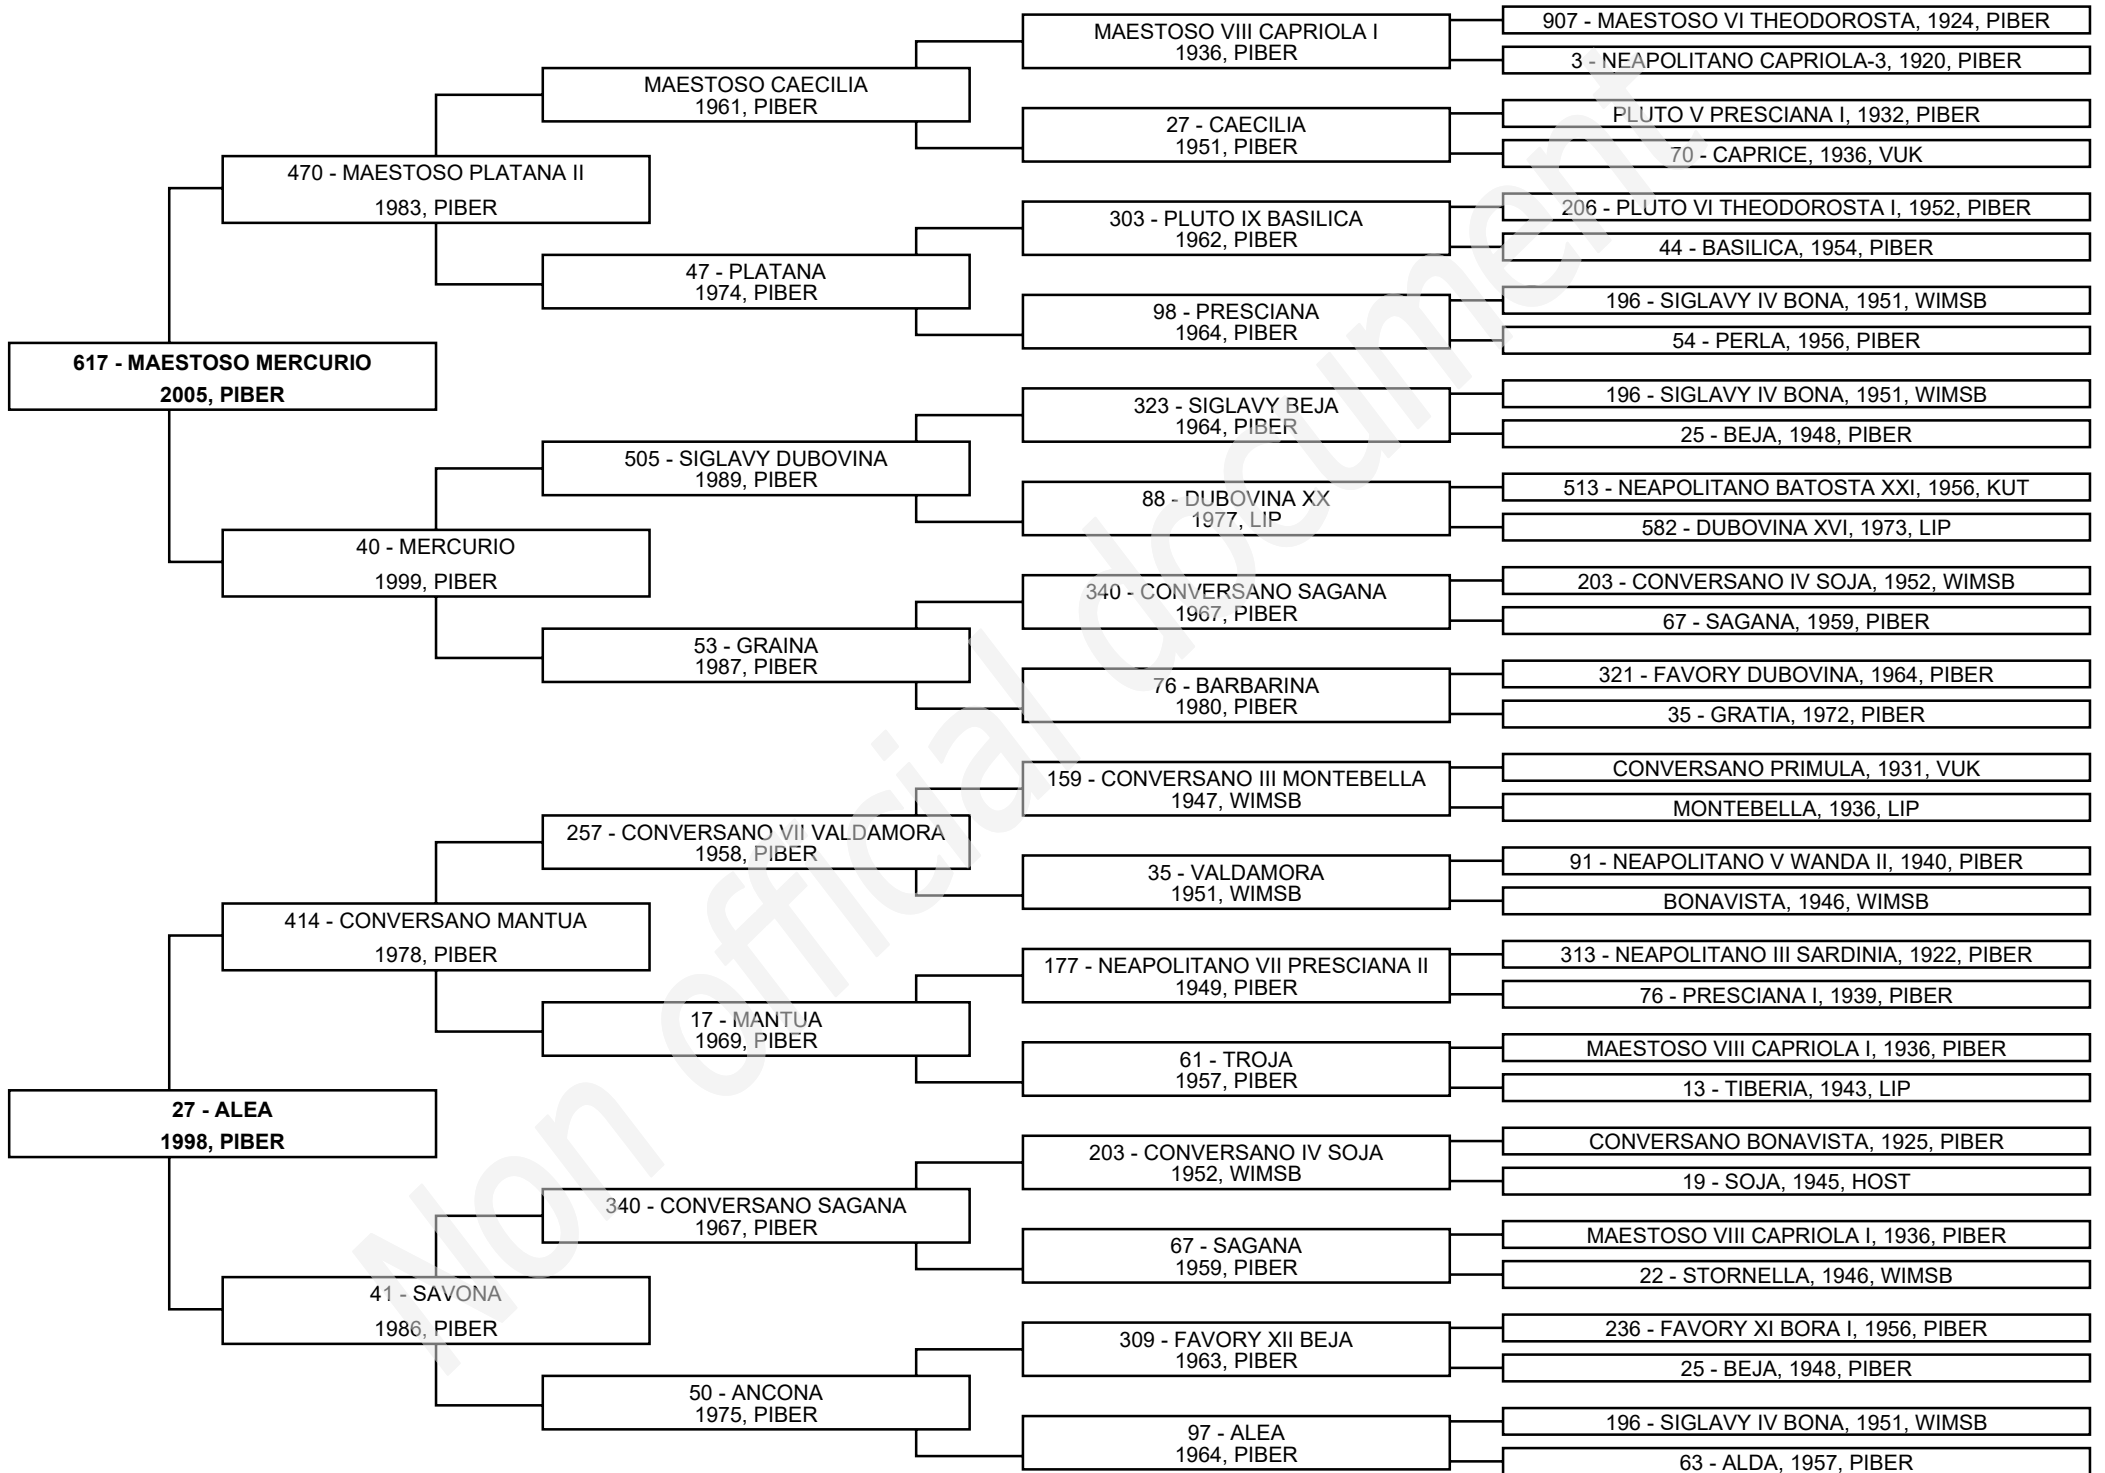 617 - MAESTOSO MERCURIO
2005, PIBER
27 - ALEA
1998, PIBER
470 - MAESTOSO PLATANA II
1983, PIBER
40 - MERCURIO
1999, PIBER
414 - CONVERSANO MANTUA
1978, PIBER
41 - SAVONA
1986, PIBER
MAESTOSO CAECILIA
1961, PIBER
47 - PLATANA
1974, PIBER
505 - SIGLAVY DUBOVINA
1989, PIBER
53 - GRAINA
1987, PIBER
257 - CONVERSANO VII VALDAMORA
1958, PIBER
17 - MANTUA
1969, PIBER
340 - CONVERSANO SAGANA
1967, PIBER
50 - ANCONA
1975, PIBER
MAESTOSO VIII CAPRIOLA I
1936, PIBER
27 - CAECILIA
1951, PIBER
303 - PLUTO IX BASILICA
1962, PIBER
98 - PRESCIANA
1964, PIBER
323 - SIGLAVY BEJA
1964, PIBER
88 - DUBOVINA XX
1977, LIP
340 - CONVERSANO SAGANA
1967, PIBER
76 - BARBARINA
1980, PIBER
159 - CONVERSANO III MONTEBELLA
1947, WIMSB
35 - VALDAMORA
1951, WIMSB
177 - NEAPOLITANO VII PRESCIANA II
1949, PIBER
61 - TROJA
1957, PIBER
203 - CONVERSANO IV SOJA
1952, WIMSB
67 - SAGANA
1959, PIBER
309 - FAVORY XII BEJA
1963, PIBER
97 - ALEA
1964, PIBER
907 - MAESTOSO VI THEODOROSTA, 1924, PIBER
3 - NEAPOLITANO CAPRIOLA-3, 1920, PIBER
PLUTO V PRESCIANA I, 1932, PIBER
70 - CAPRICE, 1936, VUK
206 - PLUTO VI THEODOROSTA I, 1952, PIBER
44 - BASILICA, 1954, PIBER
196 - SIGLAVY IV BONA, 1951, WIMSB
54 - PERLA, 1956, PIBER
196 - SIGLAVY IV BONA, 1951, WIMSB
25 - BEJA, 1948, PIBER
513 - NEAPOLITANO BATOSTA XXI, 1956, KUT
582 - DUBOVINA XVI, 1973, LIP
203 - CONVERSANO IV SOJA, 1952, WIMSB
67 - SAGANA, 1959, PIBER
321 - FAVORY DUBOVINA, 1964, PIBER
35 - GRATIA, 1972, PIBER
CONVERSANO PRIMULA, 1931, VUK
MONTEBELLA, 1936, LIP
91 - NEAPOLITANO V WANDA II, 1940, PIBER
BONAVISTA, 1946, WIMSB
313 - NEAPOLITANO III SARDINIA, 1922, PIBER
76 - PRESCIANA I, 1939, PIBER
MAESTOSO VIII CAPRIOLA I, 1936, PIBER
13 - TIBERIA, 1943, LIP
CONVERSANO BONAVISTA, 1925, PIBER
19 - SOJA, 1945, HOST
MAESTOSO VIII CAPRIOLA I, 1936, PIBER
22 - STORNELLA, 1946, WIMSB
236 - FAVORY XI BORA I, 1956, PIBER
25 - BEJA, 1948, PIBER
196 - SIGLAVY IV BONA, 1951, WIMSB
63 - ALDA, 1957, PIBER
Non official document